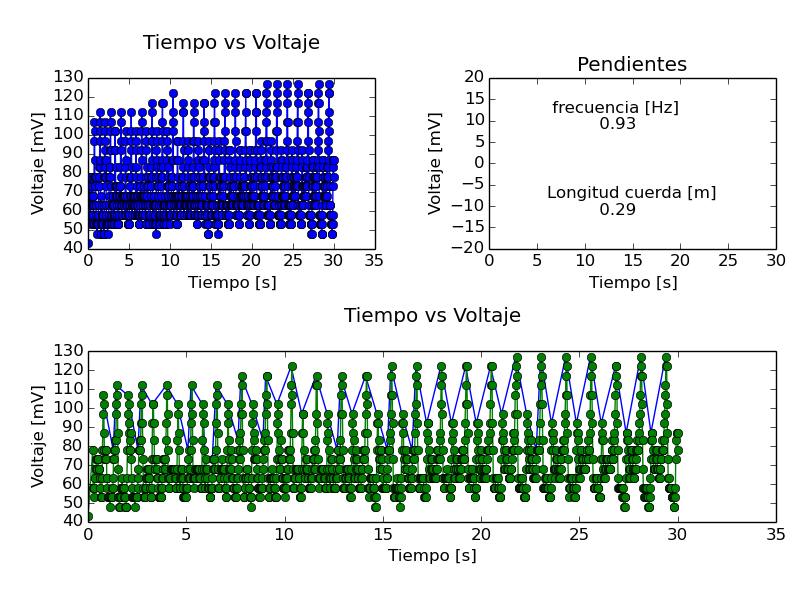 Tiempo vs Voltaje
130
120
110
100
90
80
70
60
50
40
Voltaje [mV]
0 5 10 15 20 25 30 35
Tiempo [s]
Pendientes
20
15
10
5
0
−5
−10
−15
−20
Voltaje [mV]
frecuencia [Hz]
0.93
Longitud cuerda [m]
0.29
0 5 10 15 20 25 30
Tiempo [s]
Tiempo vs Voltaje
130
120
110
100
90
80
70
60
50
40
Voltaje [mV]
0 5 10 15 20 25 30 35
Tiempo [s]